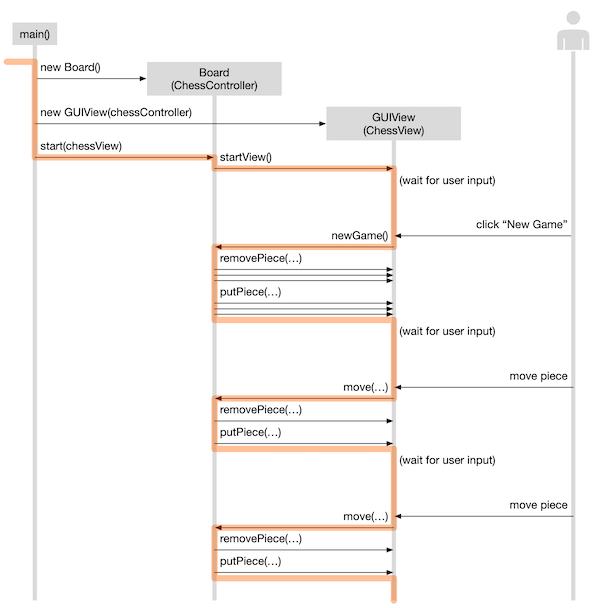 main()
new Board()
Board
(ChessController)
new GUIView(chessController)
GUIView
(ChessView)
start(chessView)
startView()
(wait for user input)
click “New Game”
newGame()
removePiece(…)
putPiece(…)
(wait for user input)
move piece
move(…)
removePiece(…)
putPiece(…)
(wait for user input)
move piece
move(…)
removePiece(…)
putPiece(…)